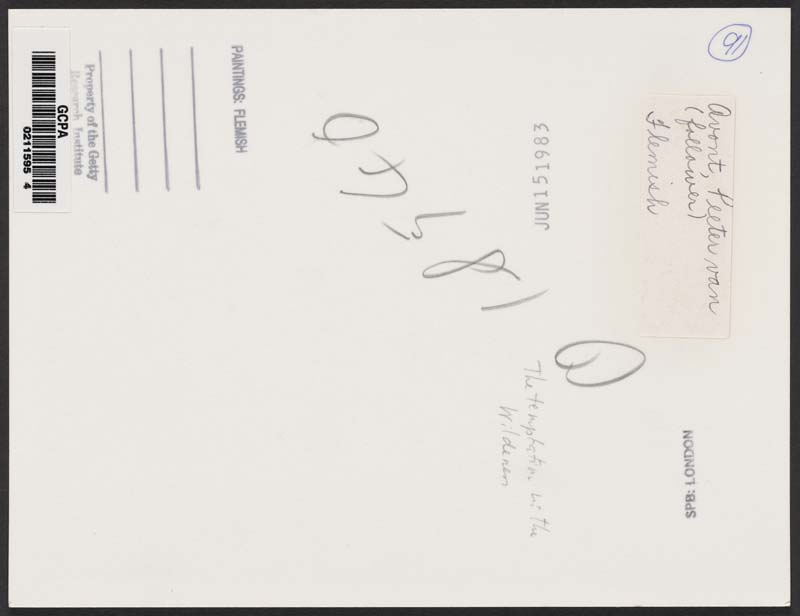 91
Avont, Peeter van
(follower)
Flemish
JUN 15 1983
The temptation in the
Wilderness
SPB: LONDON
PAINTINGS: FLEMISH
Property of the Getty
Research Institute
GCPA
0211595 4